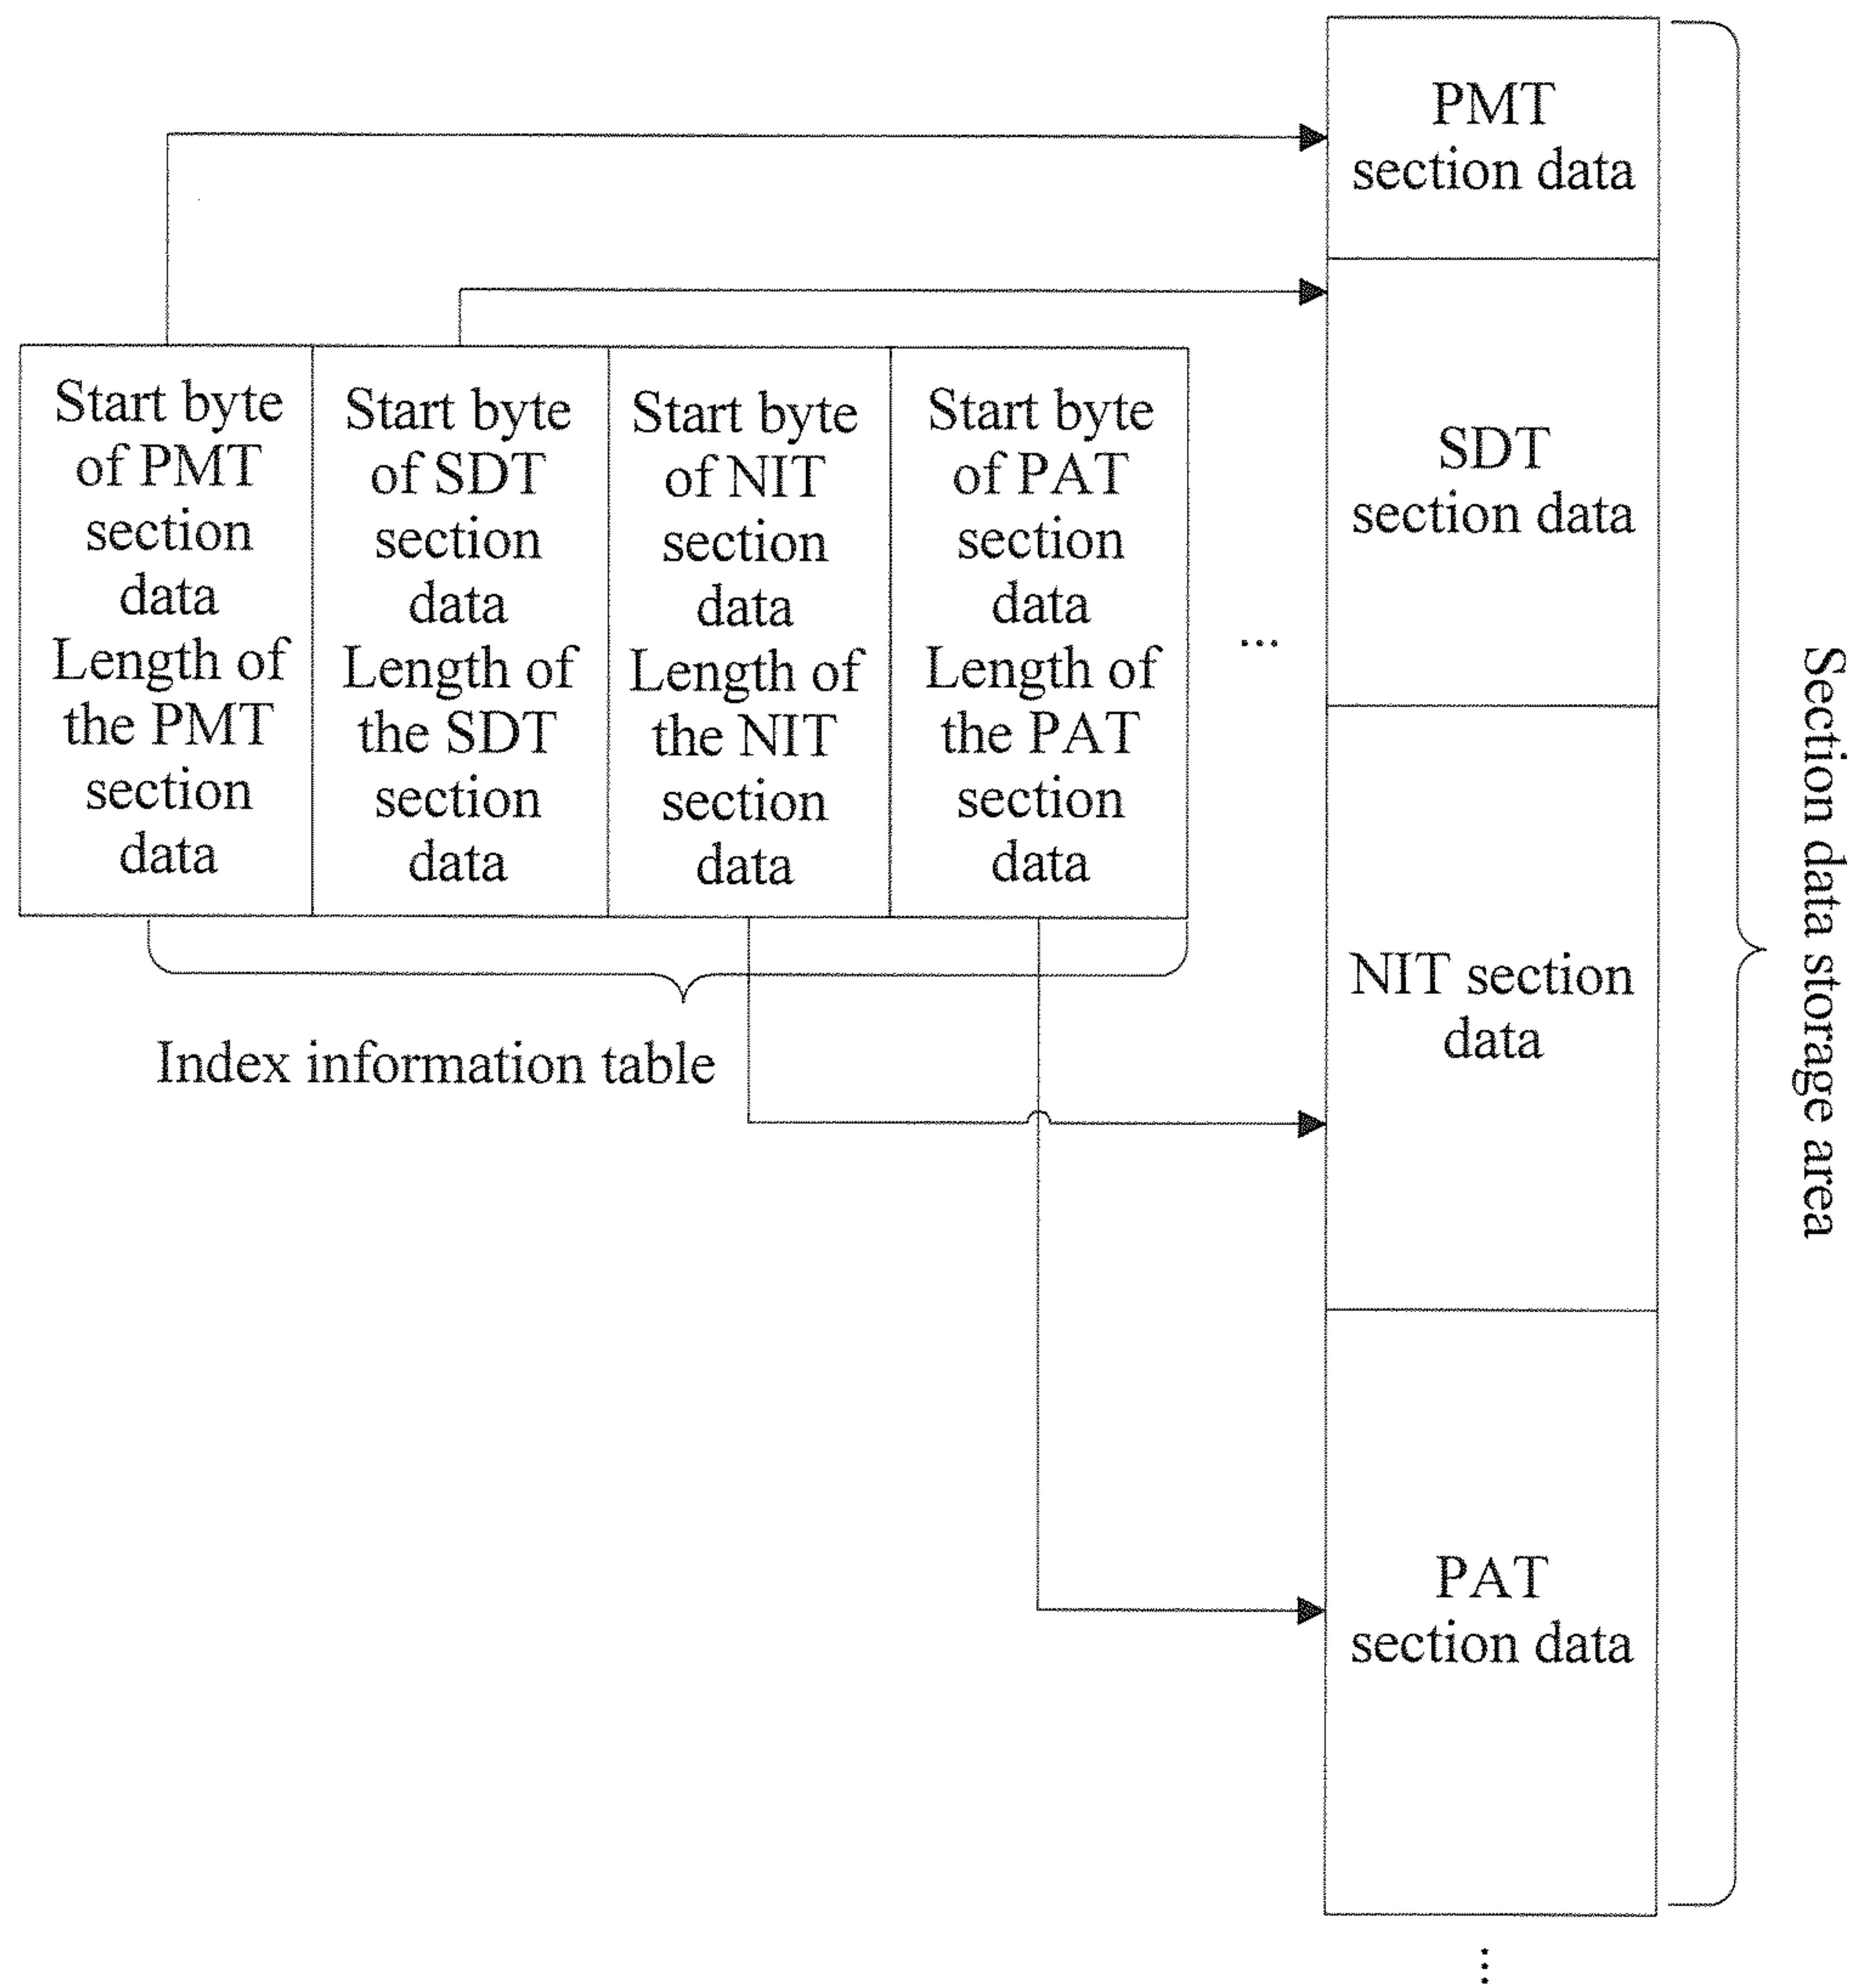 PMT
section data
Start byte
of PMT
section
data
Length of
the PMT
section
data
Start byte
of SDT
section
data
Length of
the SDT
section
data
Start byte
of NIT
section
data
Length of
the NIT
section
data
Start byte
of PAT
section
data
Length of
the PAT
section
data
...
SDT
section data
NIT section
data
PAT
section data
...
Index information table
Section data storage area